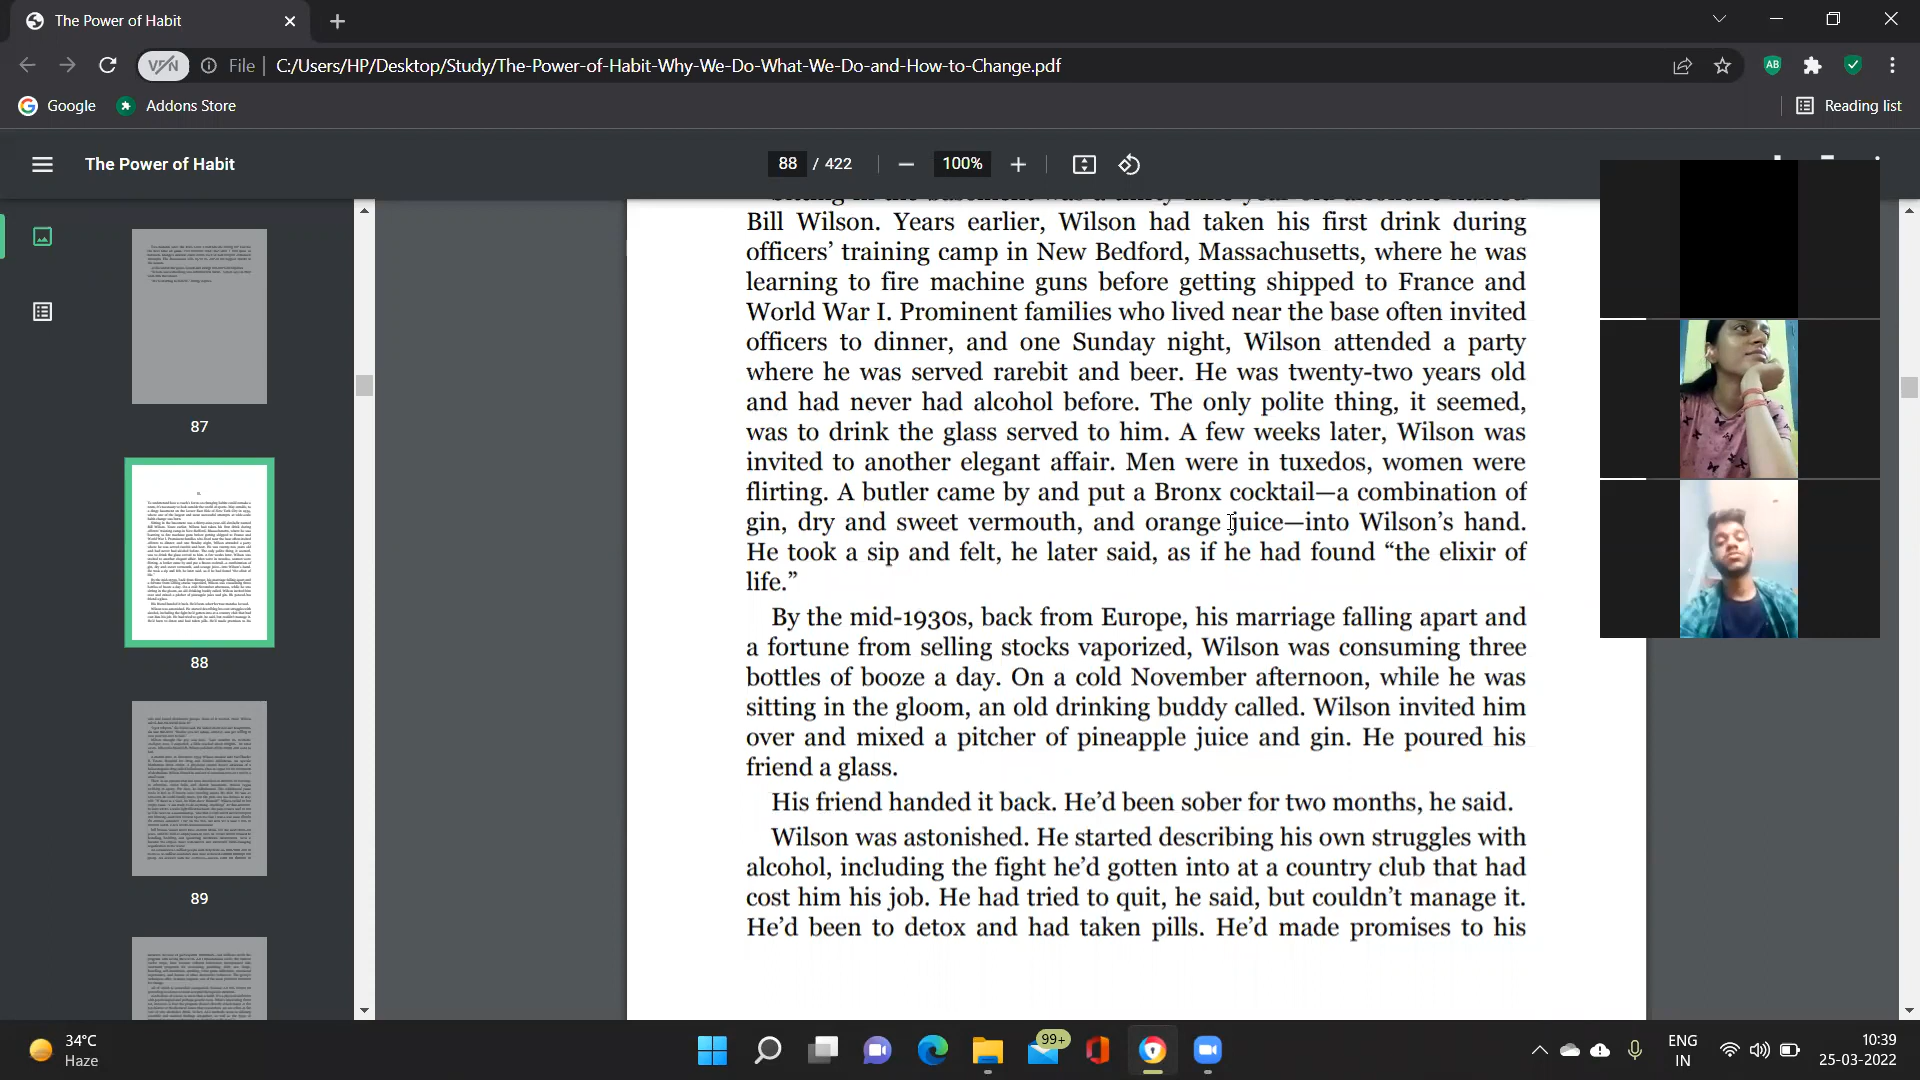 The Power of Habit
VPN
File
C:/Users/HP/Desktop/Study/The-Power-of-Habit-Why-We-Do-What-We-Do-and-How-to-Change.pdf
AB
Google
Addons Store
Reading list
The Power of Habit
88 / 422
100%
Bill Wilson. Years earlier, Wilson had taken his first drink during
officers’ training camp in New Bedford, Massachusetts, where he was
learning to fire machine guns before getting shipped to France and
World War I. Prominent families who lived near the base often invited
officers to dinner, and one Sunday night, Wilson attended a party
where he was served rarebit and beer. He was twenty-two years old
and had never had alcohol before. The only polite thing, it seemed,
was to drink the glass served to him. A few weeks later, Wilson was
invited to another elegant affair. Men were in tuxedos, women were
flirting. A butler came by and put a Bronx cocktail—a combination of
gin, dry and sweet vermouth, and orange juice—into Wilson’s hand.
He took a sip and felt, he later said, as if he had found “the elixir of
life.”
By the mid-1930s, back from Europe, his marriage falling apart and
a fortune from selling stocks vaporized, Wilson was consuming three
bottles of booze a day. On a cold November afternoon, while he was
sitting in the gloom, an old drinking buddy called. Wilson invited him
over and mixed a pitcher of pineapple juice and gin. He poured his
friend a glass.
His friend handed it back. He’d been sober for two months, he said.
Wilson was astonished. He started describing his own struggles with
alcohol, including the fight he’d gotten into at a country club that had
cost him his job. He had tried to quit, he said, but couldn’t manage it.
He’d been to detox and had taken pills. He’d made promises to his
87
88
89
34°C
Haze
99+
ENG
IN
10:39
25-03-2022